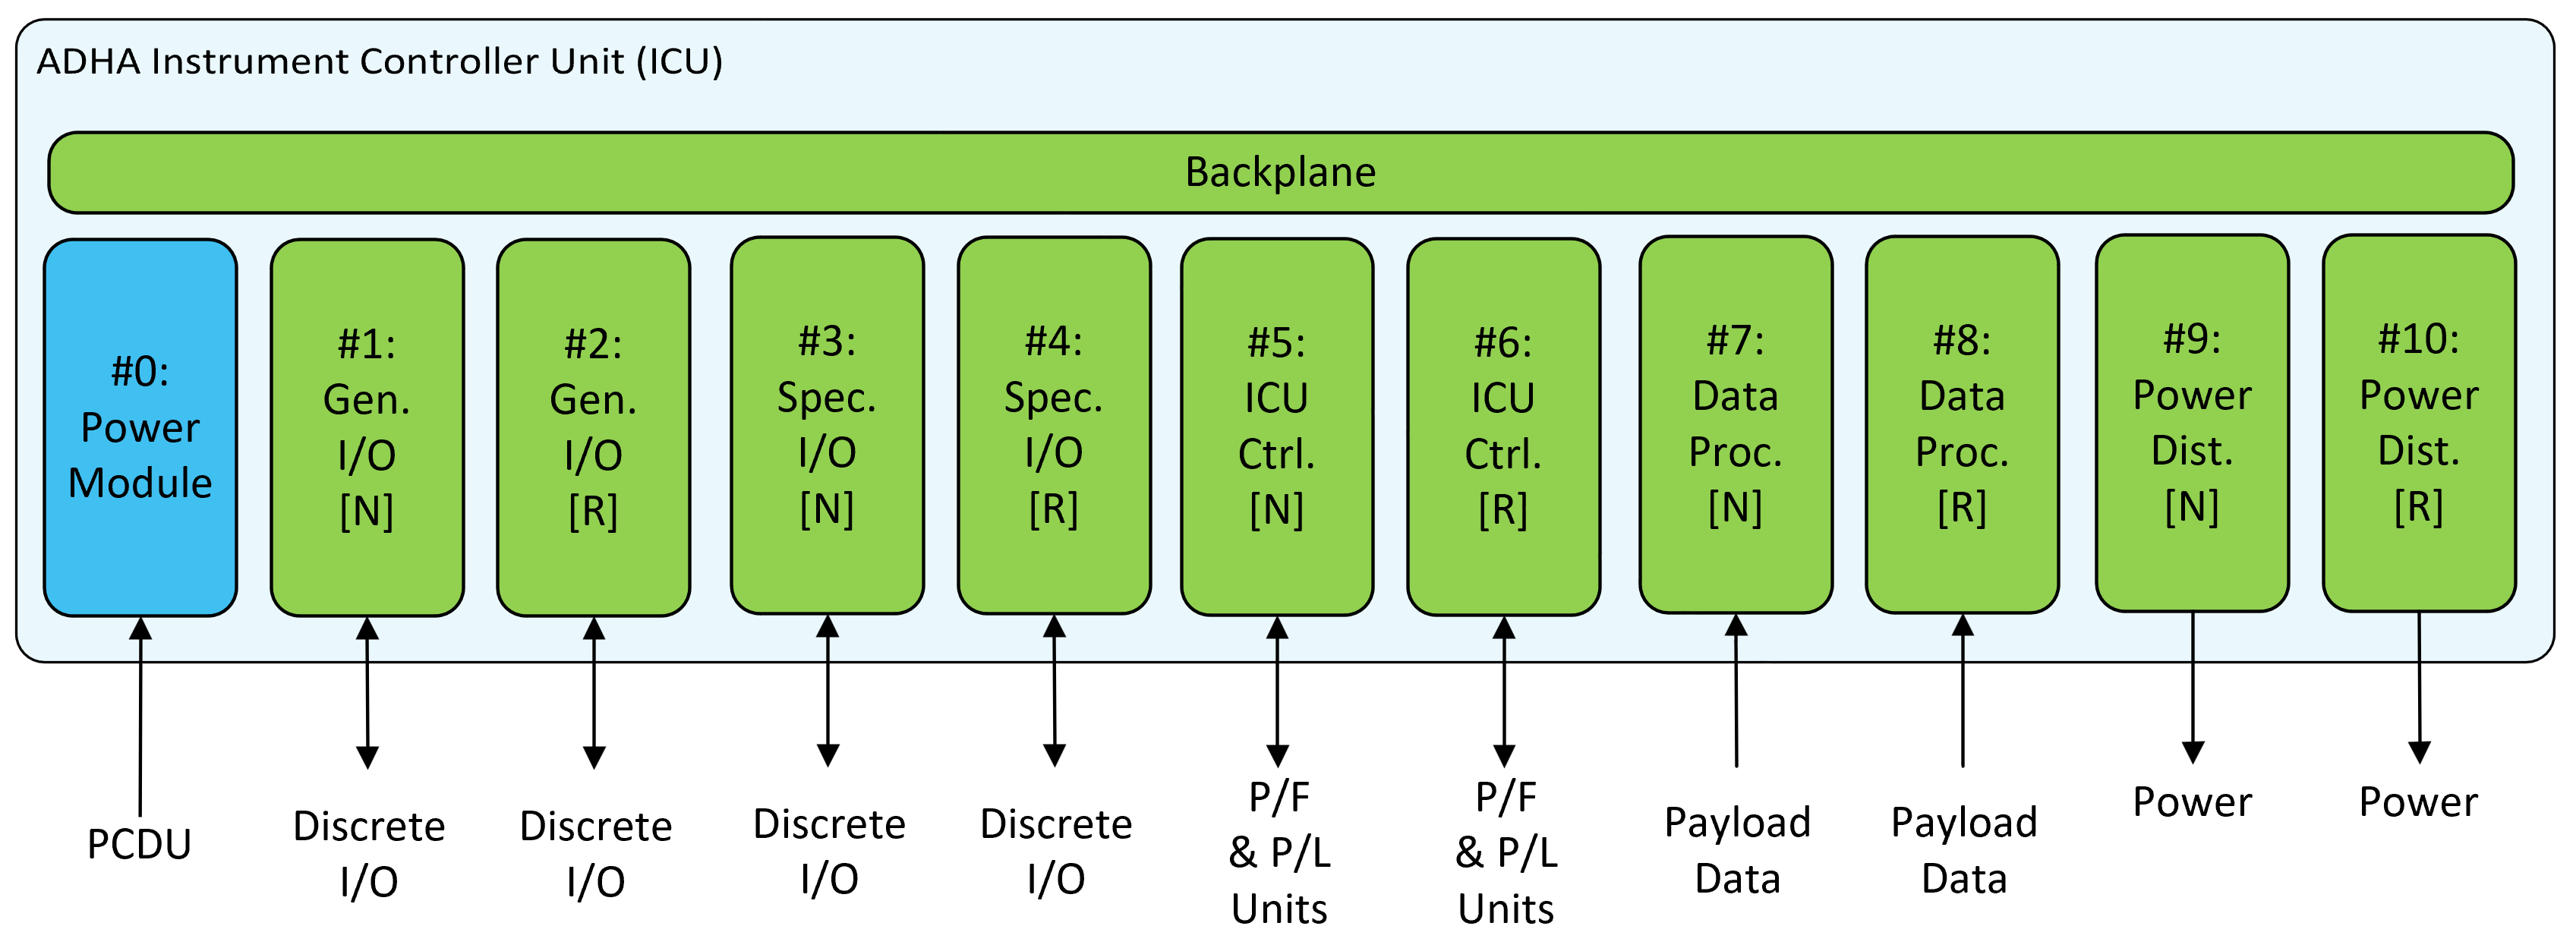 ADHA Instrument Controller Unit (ICU)
Backplane
#0:
Power
Module
#1:
Gen.
I/O
[N]
#2:
Gen.
I/O
[R]
#3:
Spec.
I/O
[N]
#4:
Spec.
I/O
[R]
#5:
ICU
Ctrl.
[N]
#6:
ICU
Ctrl.
[R]
#7:
Data
Proc.
[N]
#8:
Data
Proc.
[R]
#9:
Power
Dist.
[N]
#10:
Power
Dist.
[R]
PCDU
Discrete
I/O
Discrete
I/O
Discrete
I/O
Discrete
I/O
P/F
& P/L
Units
P/F
& P/L
Units
Payload
Data
Payload
Data
Power
Power